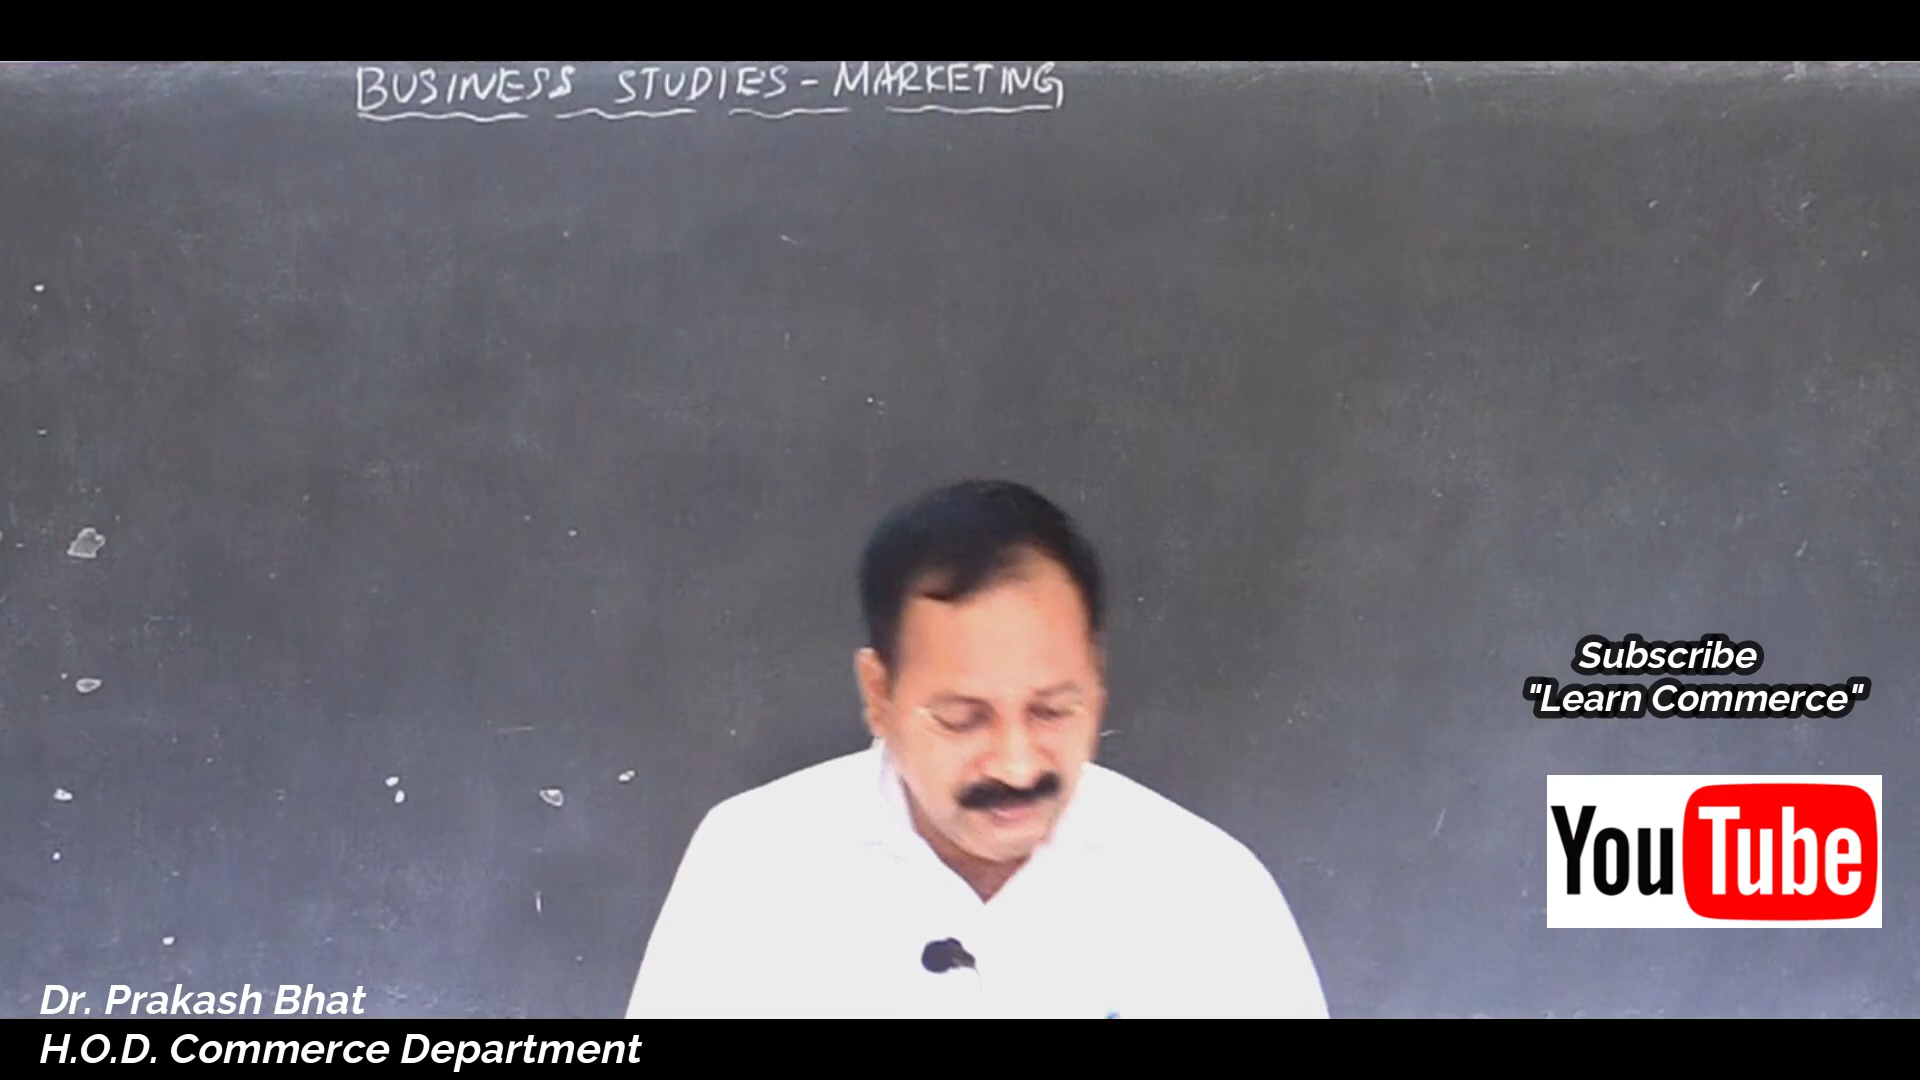 BUSINESS STUDIES - MARKETING
Subscribe
"Learn Commerce"
YouTube
Dr. Prakash Bhat
H.O.D. Commerce Department